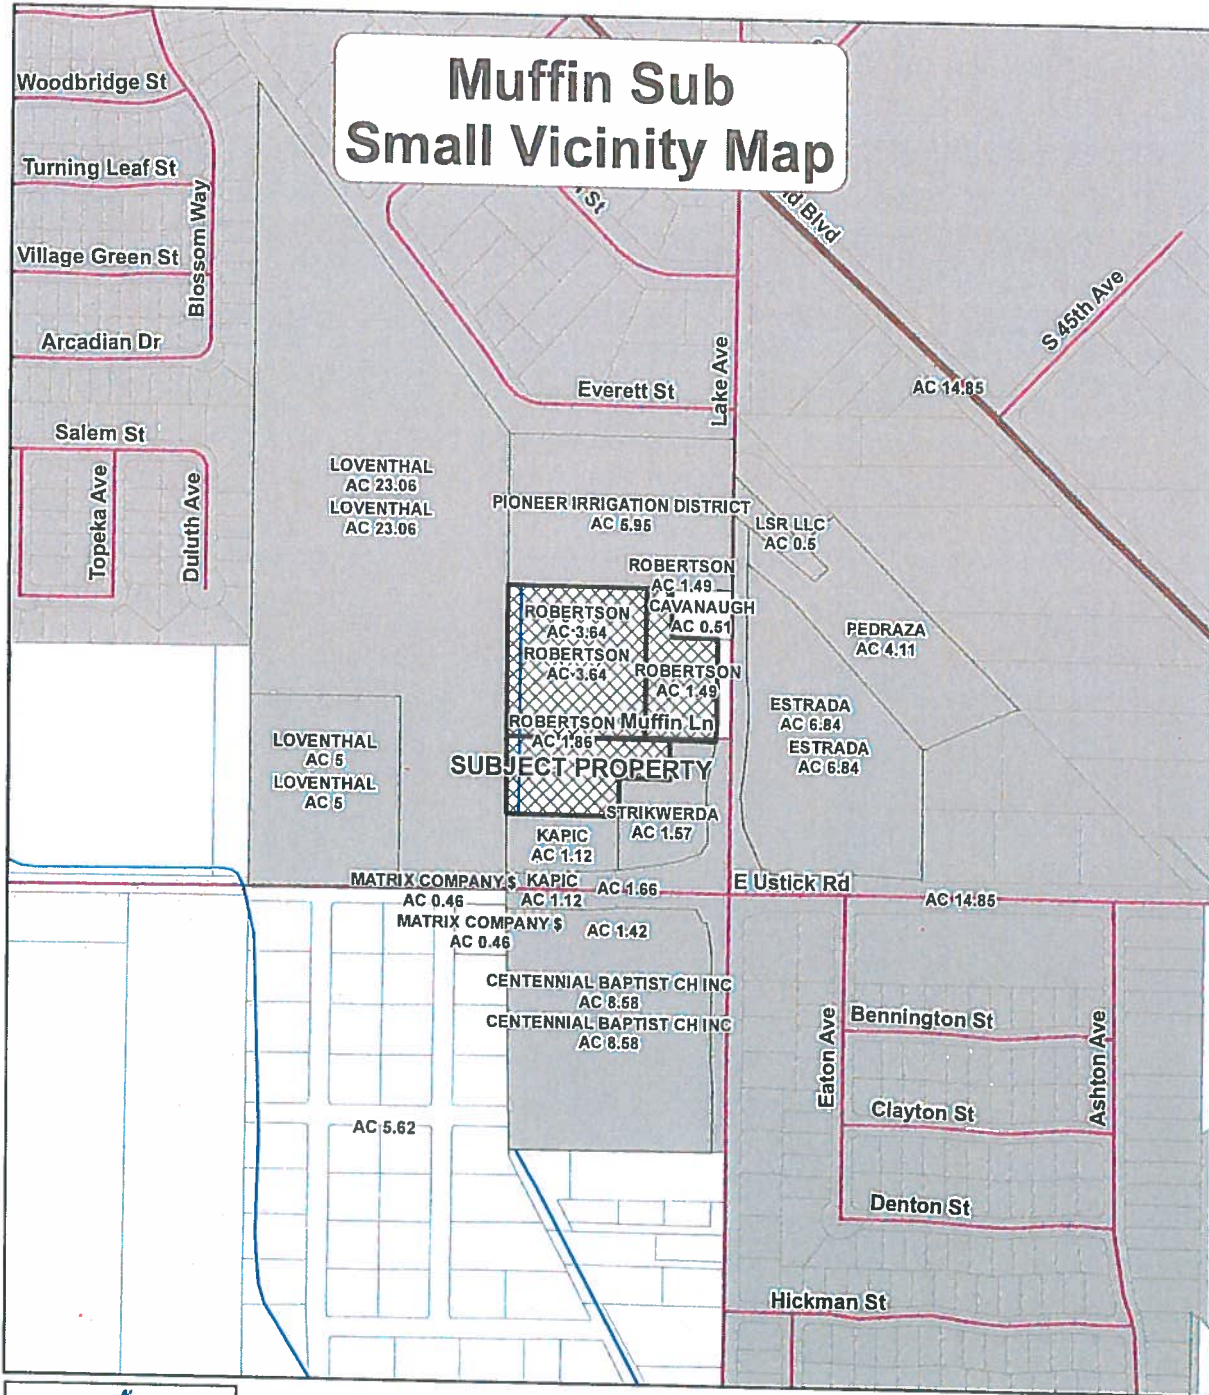 Muffin Sub
Small Vicinity Map
Woodbridge St
Turning Leaf St
Blossom Way
Village Green St
Arcadian Dr
St
Blvd
S 45th Ave
Lake Ave
AC 14.85
Everett St
Salem St
Topeka Ave
Duluth Ave
LOVENTHAL
AC 23.06
LOVENTHAL
AC 23.06
PIONEER IRRIGATION DISTRICT
AC 5.95
LSR LLC
AC 0.5
ROBERTSON
AC 1.49
CAVANAUGH
AC 0.51
ROBERTSON
AC 3.64
ROBERTSON
AC 3.64
ROBERTSON
AC 1.49
PEDRAZA
AC 4.11
ESTRADA
AC 6.84
ESTRADA
AC 6.84
ROBERTSON
AC 1.86
Muffin Ln
SUBJECT PROPERTY
LOVENTHAL
AC 5
LOVENTHAL
AC 5
STRIKWERDA
AC 1.57
KAPIC
AC 1.12
MATRIX COMPANY $
AC 0.46
KAPIC
AC 1.12
AC 1.66
E Ustick Rd
AC 14.85
MATRIX COMPANY $
AC 0.46
AC 1.42
CENTENNIAL BAPTIST CH INC
AC 8.58
CENTENNIAL BAPTIST CH INC
AC 8.58
Eaton Ave
Bennington St
Ashton Ave
Clayton St
AC 5.62
Denton St
Hickman St
N